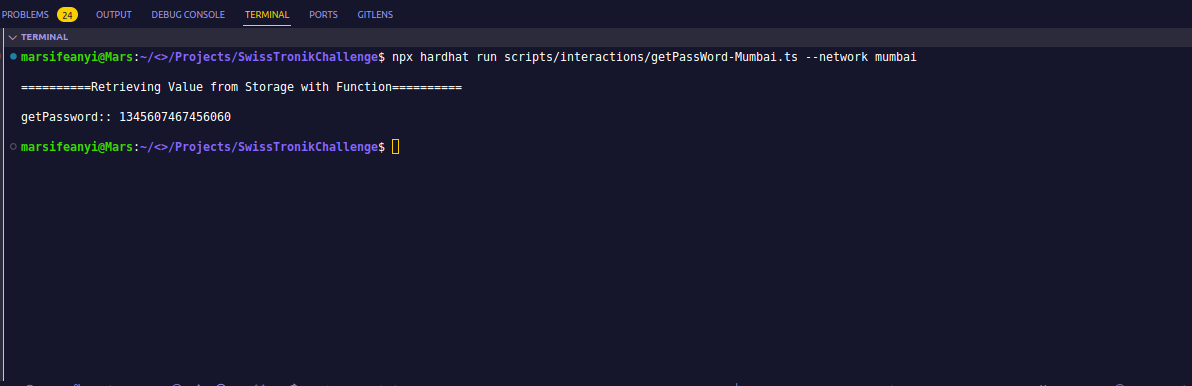 PROBLEMS 24 OUTPUT DEBUG CONSOLE TERMINAL PORTS GITLENS
TERMINAL
marsifeanyi@Mars:~/<>/Projects/SwissTronikChallenge$ npx hardhat run scripts/interactions/getPassWord-Mumbai.ts --network mumbai
==========Retrieving Value from Storage with Function==========
getPassword:: 1345607467456060
marsifeanyi@Mars:~/<>/Projects/SwissTronikChallenge$